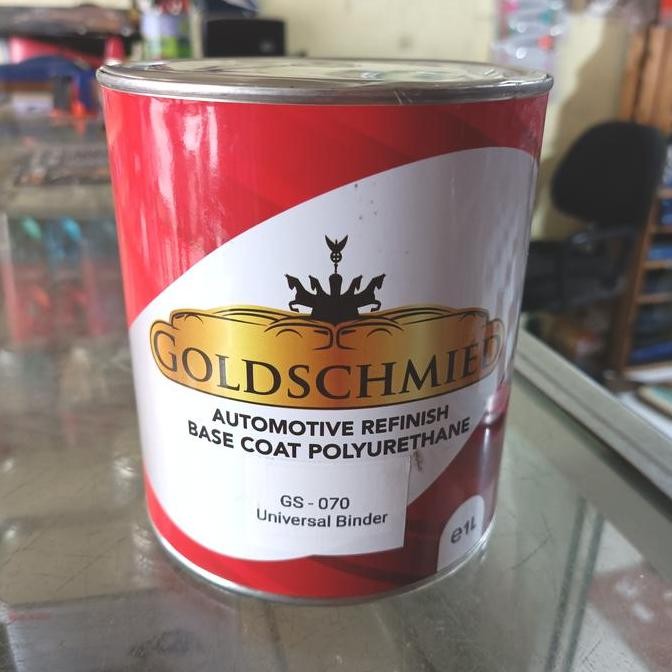 GOLDSCHMIED
AUTOMOTIVE REFINISH
BASE COAT POLYURETHANE
GS - 070
Universal Binder
e1L